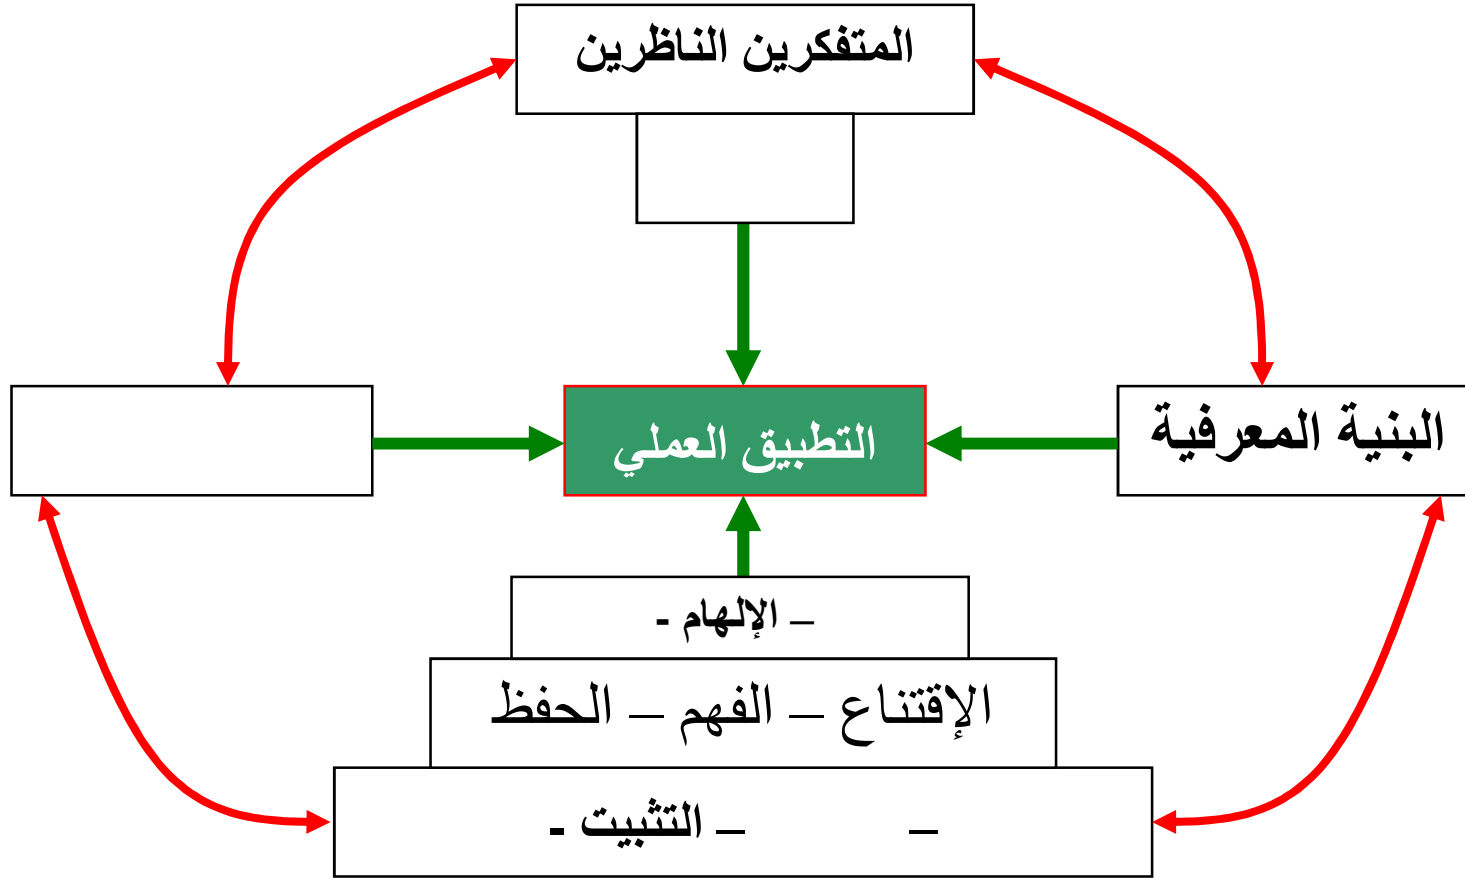 المتفكرين الناظرين
البنية المعرفية
التطبيق العملي
– الإلهام -
الإقتناع – الفهم – الحفظ
– – التثبيت -